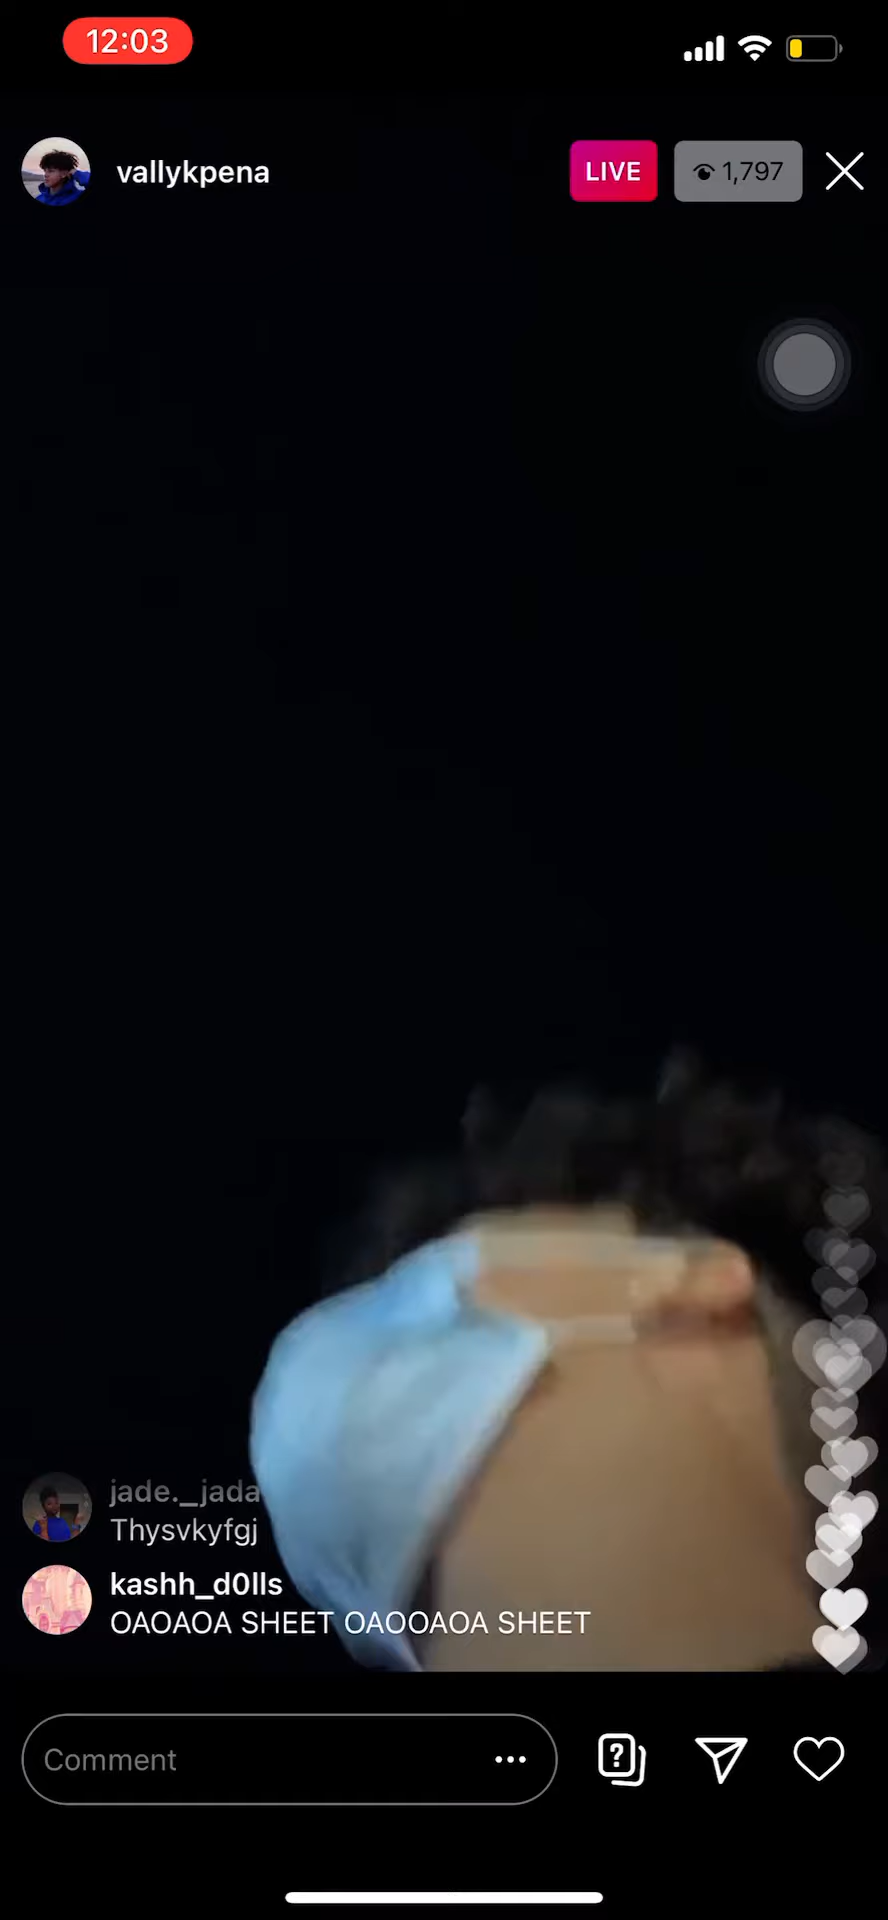 12:03
vallykpena
LIVE
1,797
jade._jada
Thysvkyfgj
kashh_d0lls
OAOAOA SHEET OAOOAOA SHEET
Comment